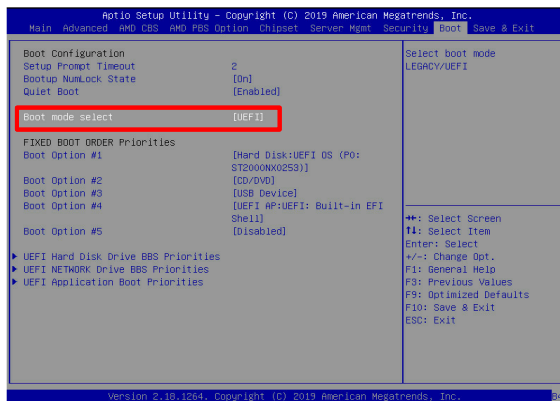 Aptio Setup Utility – Copyright (C) 2019 American Megatrends, Inc.
Main Advanced AMD CBS AMD PBS Option Chipset Server Mgmt Security Boot Save & Exit
Boot Configuration
Setup Prompt Timeout 2
Bootup NumLock State [On]
Quiet Boot [Enabled]
Boot mode select [UEFI]
FIXED BOOT ORDER Priorities
Boot Option #1 [Hard Disk:UEFI OS (P0:
ST2000NX0253)]
Boot Option #2 [CD/DVD]
Boot Option #3 [USB Device]
Boot Option #4 [UEFI AP:UEFI: Built-in EFI
Shell]
Boot Option #5 [Disabled]
UEFI Hard Disk Drive BBS Priorities
UEFI NETWORK Drive BBS Priorities
UEFI Application Boot Priorities
Select boot mode
LEGACY/UEFI
→←: Select Screen
↑↓: Select Item
Enter: Select
+/-: Change Opt.
F1: General Help
F3: Previous Values
F9: Optimized Defaults
F10: Save & Exit
ESC: Exit
Version 2.18.1264. Copyright (C) 2019 American Megatrends, Inc.